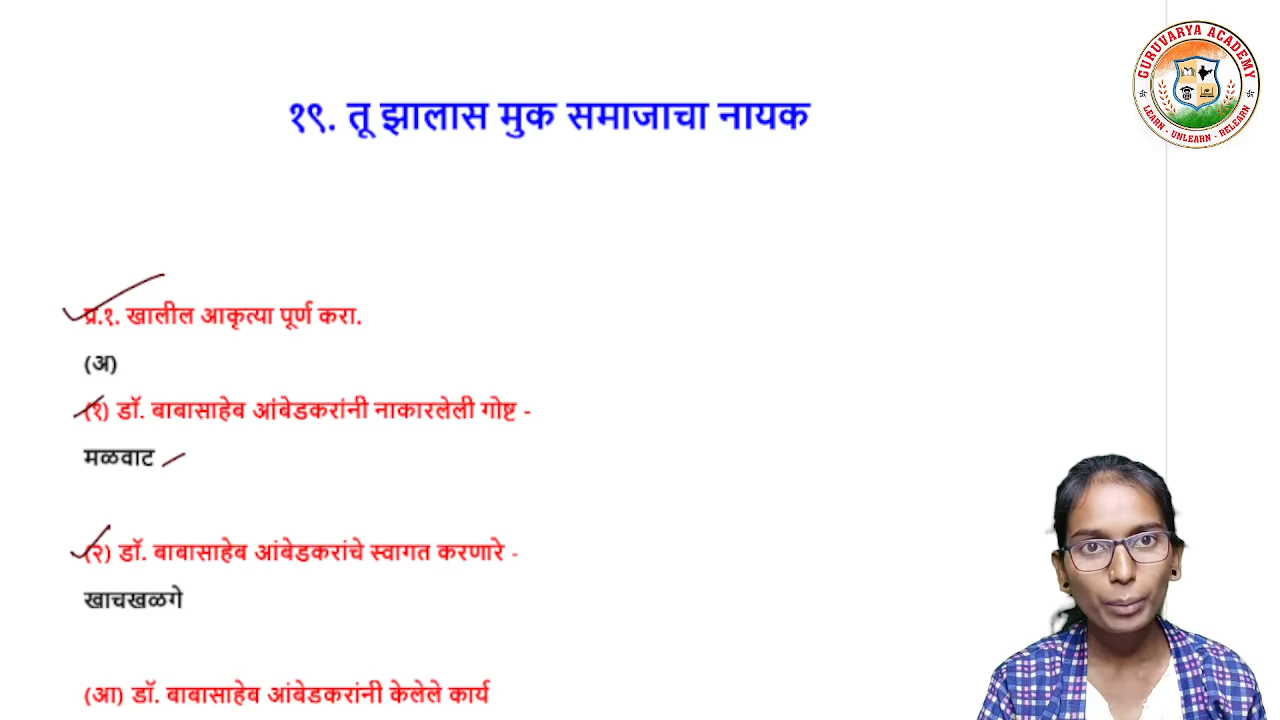 GURUVARYA ACADEMY
LEARN - UNLEARN - RELEARN
१९. तू झालास मुक समाजाचा नायक
प्र.१. खालील आकृत्या पूर्ण करा.
(अ)
(१) डॉ. बाबासाहेब आंबेडकरांनी नाकारलेली गोष्ट -
मळवाट
(२) डॉ. बाबासाहेब आंबेडकरांचे स्वागत करणारे -
खाचखळगे
(आ) डॉ. बाबासाहेब आंबेडकरांनी केलेले कार्य